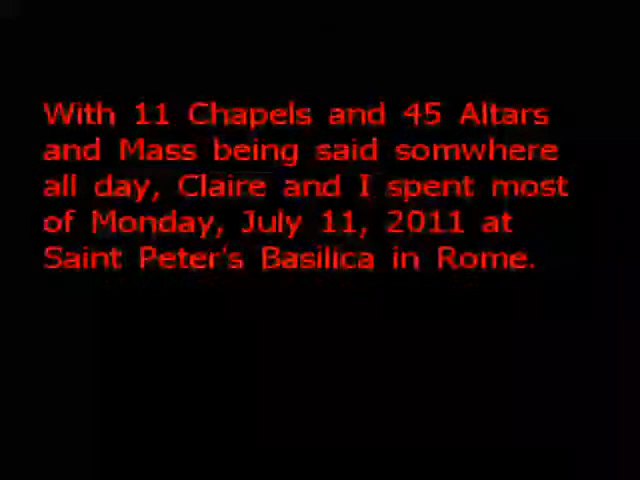 With 11 Chapels and 45 Altars
and Mass being said somwhere
all day, Claire and I spent most
of Monday, July 11, 2011 at
Saint Peter's Basilica in Rome.